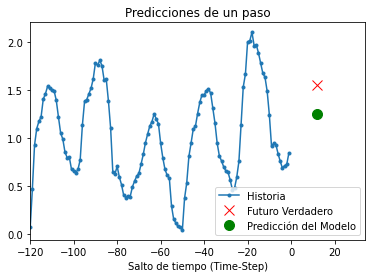 Predicciones de un paso
2.0
1.5
1.0
0.5
0.0
−120
−100
−80
−60
−40
−20
0
20
Historia
Futuro Verdadero
Predicción del Modelo
Salto de tiempo (Time-Step)